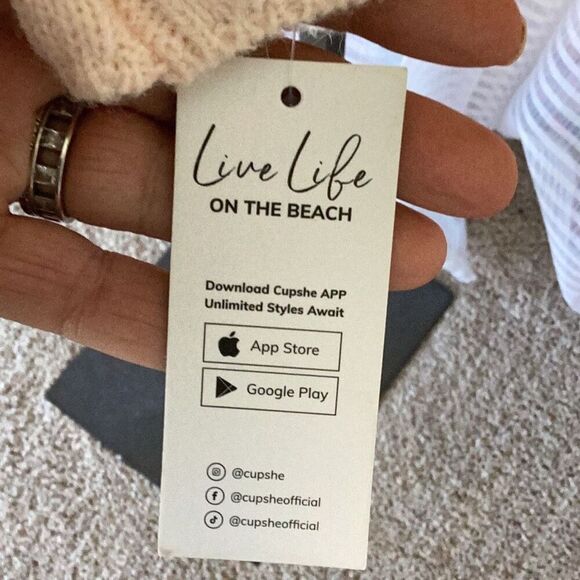 Live Life
ON THE BEACH
Download Cupshe APP
Unlimited Styles Await
App Store
Google Play
@cupshe
@cupsheofficial
@cupsheofficial